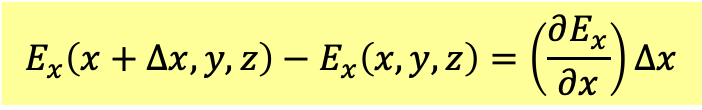 E_x(x + Δx, y, z) − E_x(x, y, z) = (∂E_x/∂x) Δx